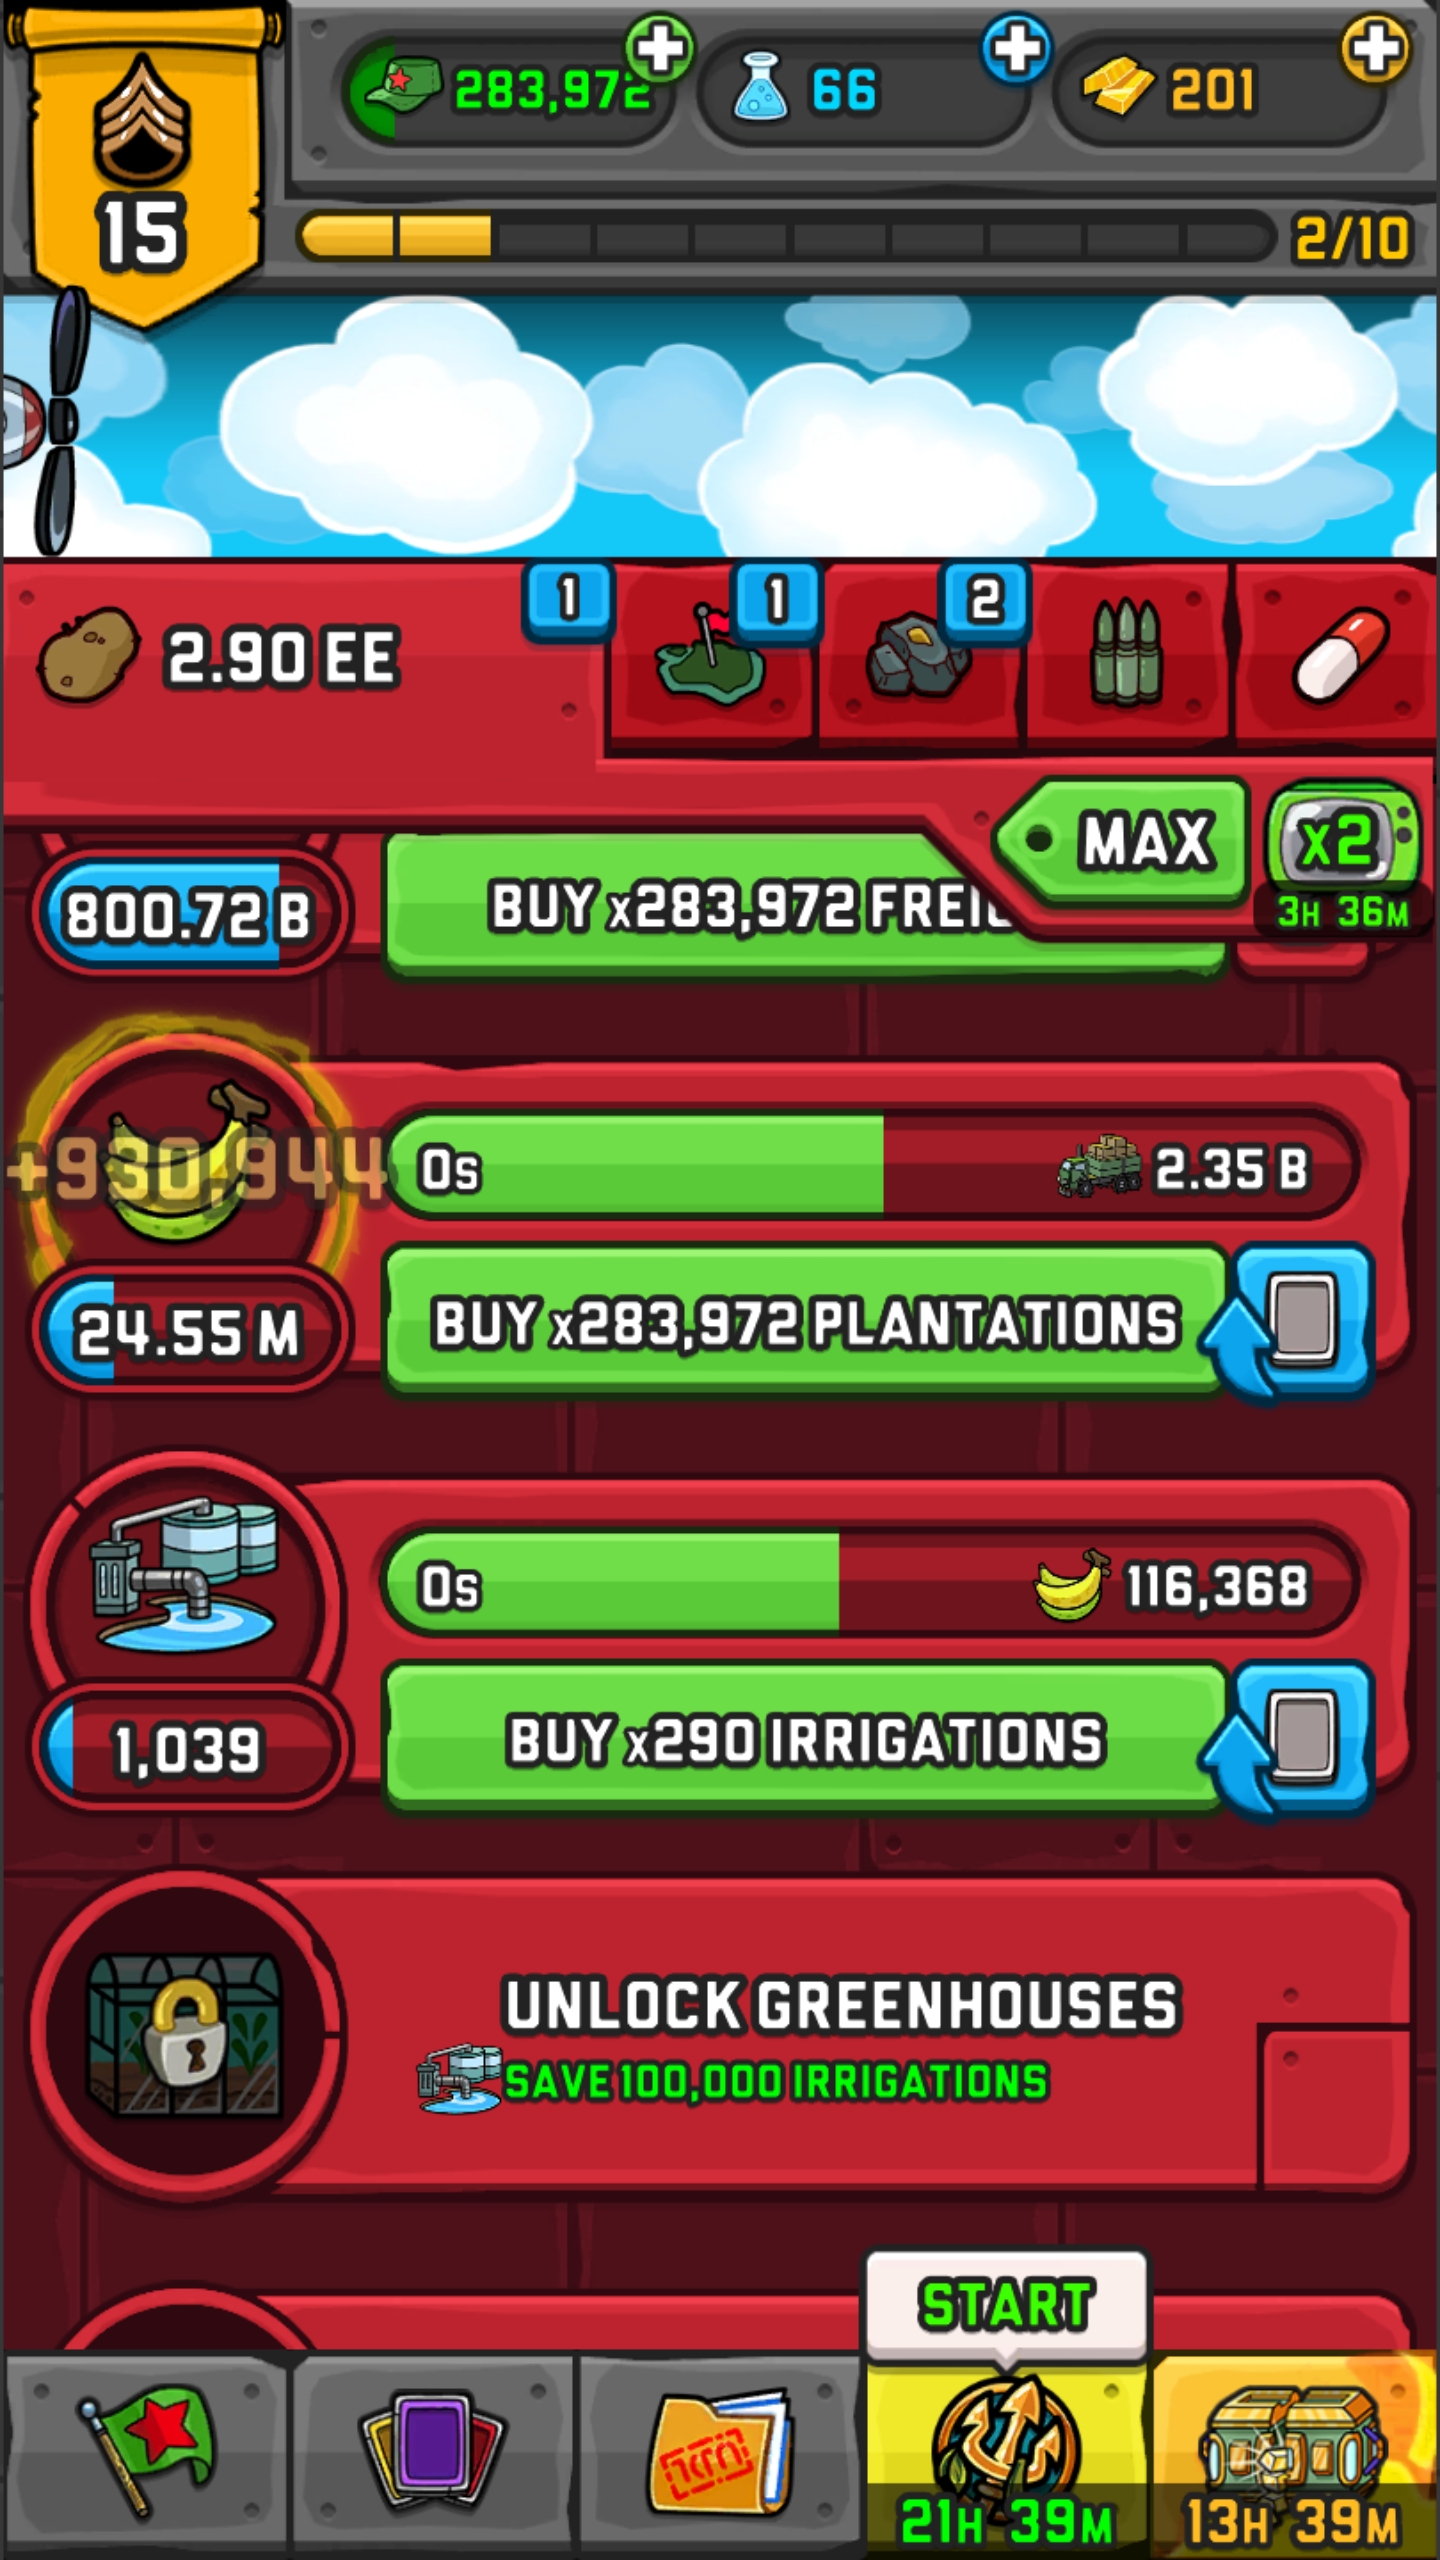 283,972
66
201
15
2/10
2.90 EE
1
1
2
MAX
x2
3H 36M
800.72 B
BUY x283,972
+930,944
0s
2.35 B
24.55 M
BUY x283,972 PLANTATIONS
0s
116,368
1,039
BUY x290 IRRIGATIONS
UNLOCK GREENHOUSES
SAVE 100,000 IRRIGATIONS
START
21H 39M
13H 39M